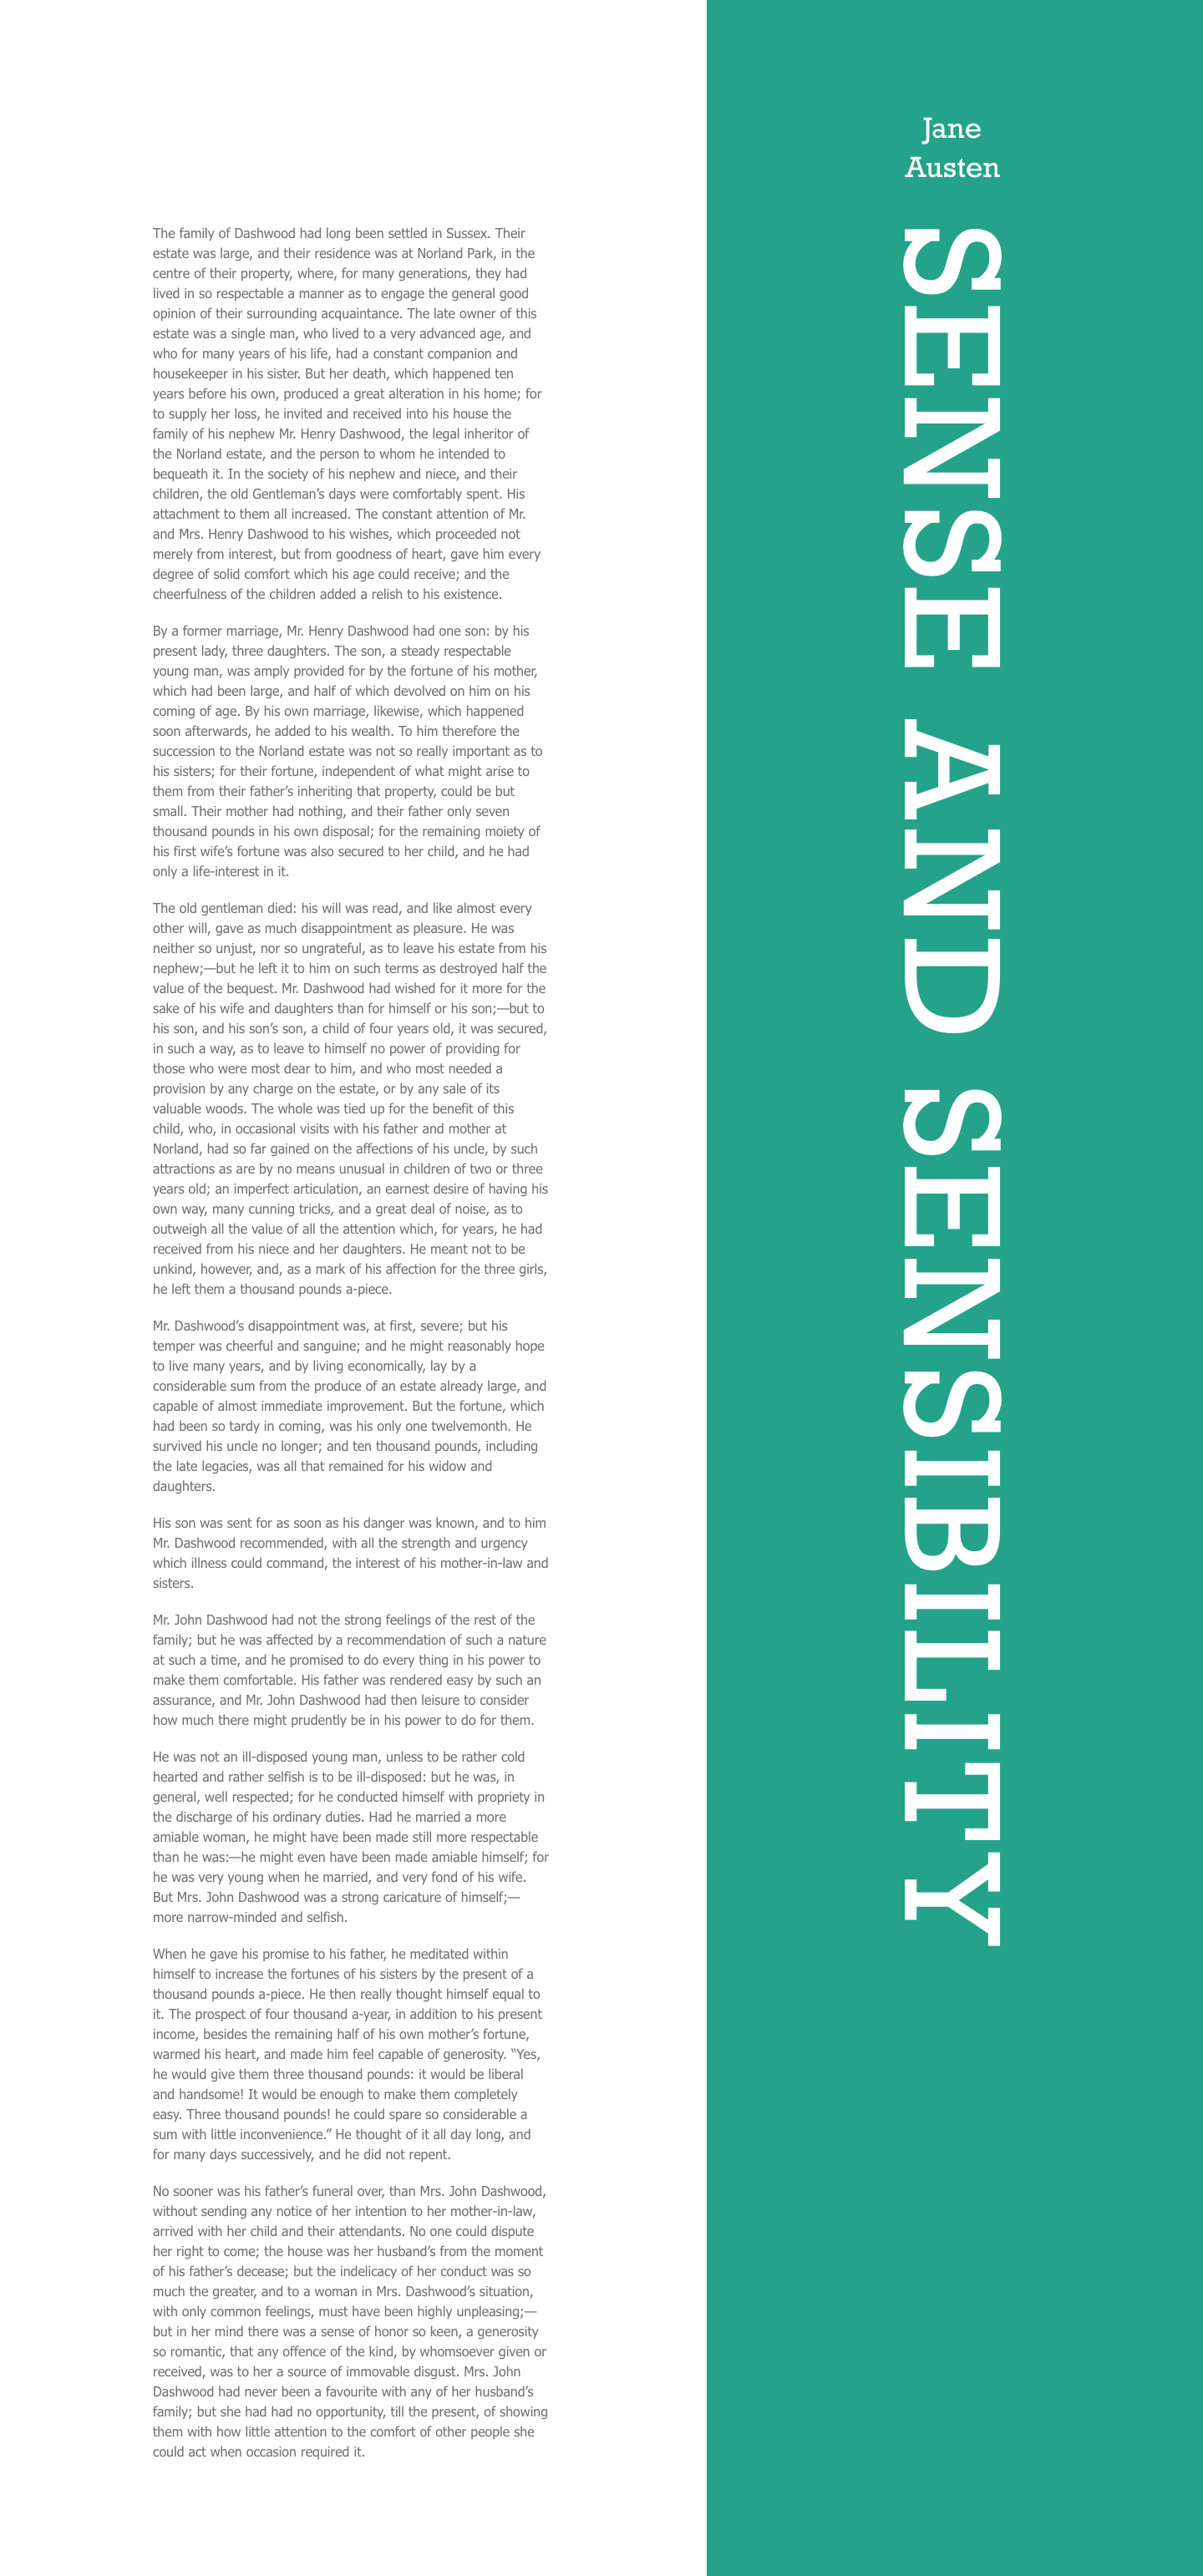 Jane
Austen
SENSE AND SENSIBILITY
The family of Dashwood had long been settled in Sussex. Their
estate was large, and their residence was at Norland Park, in the
centre of their property, where, for many generations, they had
lived in so respectable a manner as to engage the general good
opinion of their surrounding acquaintance. The late owner of this
estate was a single man, who lived to a very advanced age, and
who for many years of his life, had a constant companion and
housekeeper in his sister. But her death, which happened ten
years before his own, produced a great alteration in his home; for
to supply her loss, he invited and received into his house the
family of his nephew Mr. Henry Dashwood, the legal inheritor of
the Norland estate, and the person to whom he intended to
bequeath it. In the society of his nephew and niece, and their
children, the old Gentleman’s days were comfortably spent. His
attachment to them all increased. The constant attention of Mr.
and Mrs. Henry Dashwood to his wishes, which proceeded not
merely from interest, but from goodness of heart, gave him every
degree of solid comfort which his age could receive; and the
cheerfulness of the children added a relish to his existence.
By a former marriage, Mr. Henry Dashwood had one son: by his
present lady, three daughters. The son, a steady respectable
young man, was amply provided for by the fortune of his mother,
which had been large, and half of which devolved on him on his
coming of age. By his own marriage, likewise, which happened
soon afterwards, he added to his wealth. To him therefore the
succession to the Norland estate was not so really important as to
his sisters; for their fortune, independent of what might arise to
them from their father’s inheriting that property, could be but
small. Their mother had nothing, and their father only seven
thousand pounds in his own disposal; for the remaining moiety of
his first wife’s fortune was also secured to her child, and he had
only a life-interest in it.
The old gentleman died: his will was read, and like almost every
other will, gave as much disappointment as pleasure. He was
neither so unjust, nor so ungrateful, as to leave his estate from his
nephew;—but he left it to him on such terms as destroyed half the
value of the bequest. Mr. Dashwood had wished for it more for the
sake of his wife and daughters than for himself or his son;—but to
his son, and his son’s son, a child of four years old, it was secured,
in such a way, as to leave to himself no power of providing for
those who were most dear to him, and who most needed a
provision by any charge on the estate, or by any sale of its
valuable woods. The whole was tied up for the benefit of this
child, who, in occasional visits with his father and mother at
Norland, had so far gained on the affections of his uncle, by such
attractions as are by no means unusual in children of two or three
years old; an imperfect articulation, an earnest desire of having his
own way, many cunning tricks, and a great deal of noise, as to
outweigh all the value of all the attention which, for years, he had
received from his niece and her daughters. He meant not to be
unkind, however, and, as a mark of his affection for the three girls,
he left them a thousand pounds a-piece.
Mr. Dashwood’s disappointment was, at first, severe; but his
temper was cheerful and sanguine; and he might reasonably hope
to live many years, and by living economically, lay by a
considerable sum from the produce of an estate already large, and
capable of almost immediate improvement. But the fortune, which
had been so tardy in coming, was his only one twelvemonth. He
survived his uncle no longer; and ten thousand pounds, including
the late legacies, was all that remained for his widow and
daughters.
His son was sent for as soon as his danger was known, and to him
Mr. Dashwood recommended, with all the strength and urgency
which illness could command, the interest of his mother-in-law and
sisters.
Mr. John Dashwood had not the strong feelings of the rest of the
family; but he was affected by a recommendation of such a nature
at such a time, and he promised to do every thing in his power to
make them comfortable. His father was rendered easy by such an
assurance, and Mr. John Dashwood had then leisure to consider
how much there might prudently be in his power to do for them.
He was not an ill-disposed young man, unless to be rather cold
hearted and rather selfish is to be ill-disposed: but he was, in
general, well respected; for he conducted himself with propriety in
the discharge of his ordinary duties. Had he married a more
amiable woman, he might have been made still more respectable
than he was:—he might even have been made amiable himself; for
he was very young when he married, and very fond of his wife.
But Mrs. John Dashwood was a strong caricature of himself;—
more narrow-minded and selfish.
When he gave his promise to his father, he meditated within
himself to increase the fortunes of his sisters by the present of a
thousand pounds a-piece. He then really thought himself equal to
it. The prospect of four thousand a-year, in addition to his present
income, besides the remaining half of his own mother’s fortune,
warmed his heart, and made him feel capable of generosity. “Yes,
he would give them three thousand pounds: it would be liberal
and handsome! It would be enough to make them completely
easy. Three thousand pounds! he could spare so considerable a
sum with little inconvenience.” He thought of it all day long, and
for many days successively, and he did not repent.
No sooner was his father’s funeral over, than Mrs. John Dashwood,
without sending any notice of her intention to her mother-in-law,
arrived with her child and their attendants. No one could dispute
her right to come; the house was her husband’s from the moment
of his father’s decease; but the indelicacy of her conduct was so
much the greater, and to a woman in Mrs. Dashwood’s situation,
with only common feelings, must have been highly unpleasing;—
but in her mind there was a sense of honor so keen, a generosity
so romantic, that any offence of the kind, by whomsoever given or
received, was to her a source of immovable disgust. Mrs. John
Dashwood had never been a favourite with any of her husband’s
family; but she had had no opportunity, till the present, of showing
them with how little attention to the comfort of other people she
could act when occasion required it.